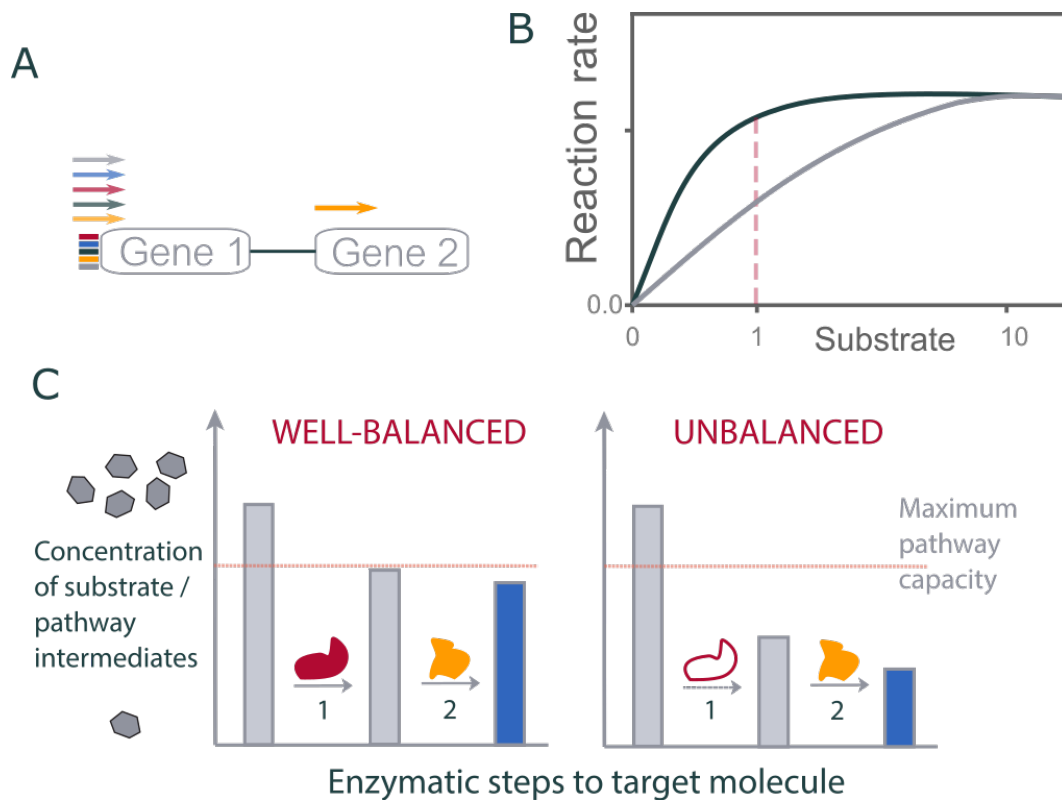 A
Gene 1
Gene 2
B
Reaction rate
0.0
0
1
Substrate
10
C
WELL-BALANCED
UNBALANCED
Concentration
of substrate /
pathway
intermediates
Maximum
pathway
capacity
1
2
1
2
Enzymatic steps to target molecule